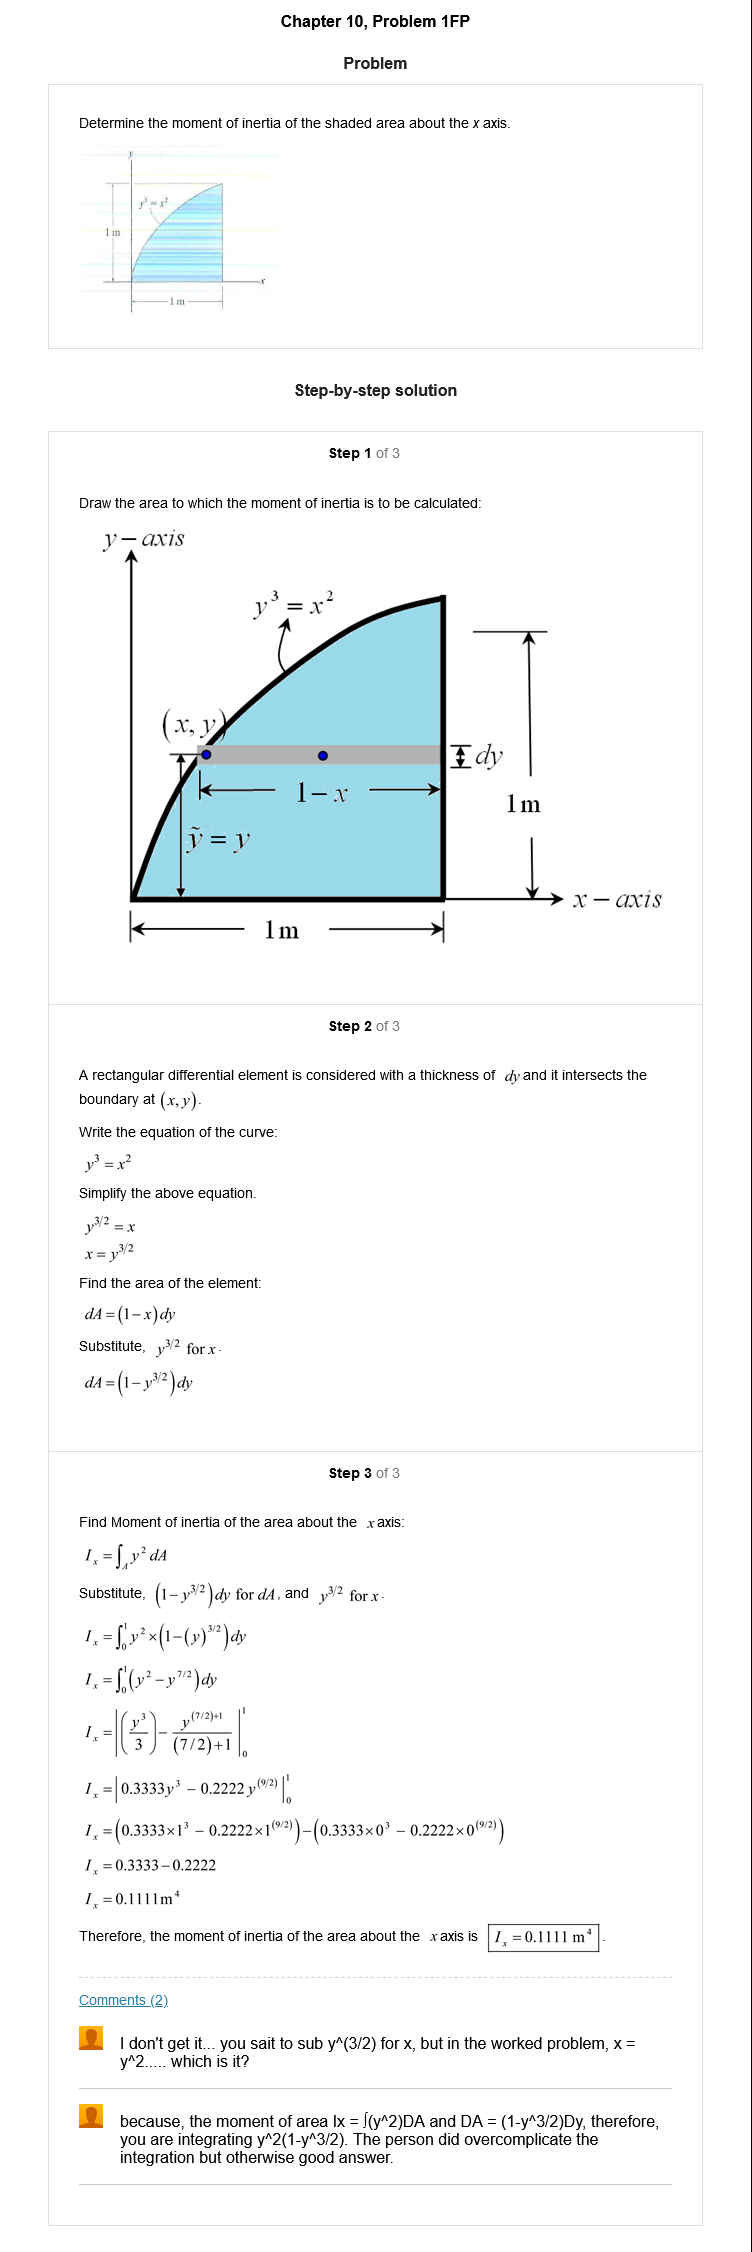 Chapter 10, Problem 1FP
Problem
Determine the moment of inertia of the shaded area about the x axis.
y
y³ = x²
1 m
x
1 m
Step-by-step solution
Step 1 of 3
Draw the area to which the moment of inertia is to be calculated:
y – axis
y³ = x²
(x, y)
dy
1 – x
1 m
ỹ = y
x – axis
1 m
Step 2 of 3
A rectangular differential element is considered with a thickness of dy and it intersects the
boundary at (x, y).
Write the equation of the curve:
y³ = x²
Simplify the above equation.
y^{3/2} = x
x = y^{3/2}
Find the area of the element:
dA = (1 – x) dy
Substitute, y^{3/2} for x.
dA = (1 – y^{3/2}) dy
Step 3 of 3
Find Moment of inertia of the area about the x axis:
I_x = ∫_A y² dA
Substitute, (1 – y^{3/2}) dy for dA, and y^{3/2} for x.
I_x = ∫_0^1 y² × (1 – (y)^{3/2}) dy
I_x = ∫_0^1 (y² – y^{7/2}) dy
I_x = |(y³/3) – y^{(7/2)+1}/((7/2)+1)|_0^1
I_x = |0.3333y³ – 0.2222y^{(9/2)}|_0^1
I_x = (0.3333×1³ – 0.2222×1^{(9/2)}) – (0.3333×0³ – 0.2222×0^{(9/2)})
I_x = 0.3333 – 0.2222
I_x = 0.1111 m⁴
Therefore, the moment of inertia of the area about the x axis is I_x = 0.1111 m⁴.
Comments (2)
I don't get it... you sait to sub y^(3/2) for x, but in the worked problem, x =
y^2..... which is it?
because, the moment of area Ix = ∫(y^2)DA and DA = (1-y^3/2)Dy, therefore,
you are integrating y^2(1-y^3/2). The person did overcomplicate the
integration but otherwise good answer.